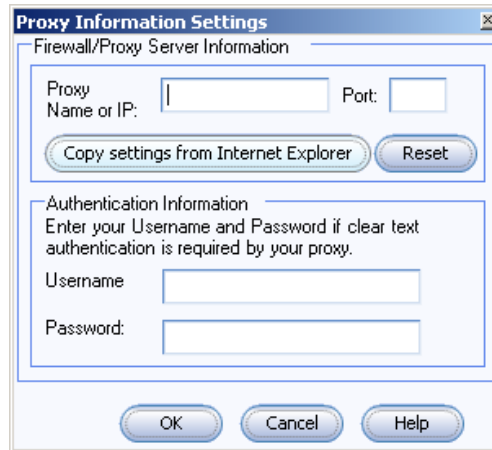 Proxy Information Settings
Firewall/Proxy Server Information
Proxy
Name or IP:
Port:
Copy settings from Internet Explorer
Reset
Authentication Information
Enter your Username and Password if clear text
authentication is required by your proxy.
Username
Password:
OK
Cancel
Help